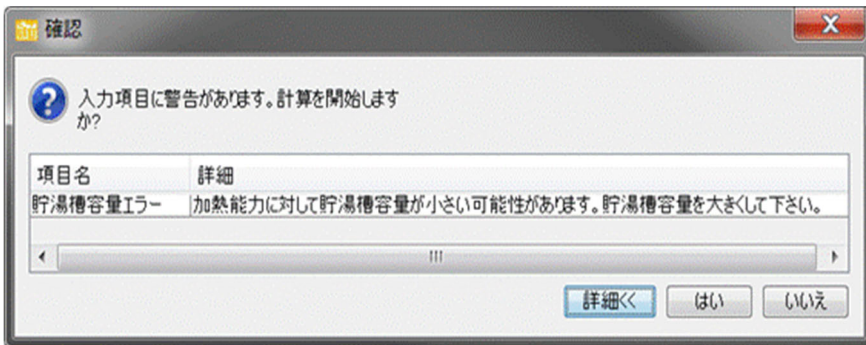 確認
入力項目に警告があります。計算を開始します
か?
項目名 詳細
貯湯槽容量エラー 加熱能力に対して貯湯槽容量が小さい可能性があります。貯湯槽容量を大きくして下さい。
詳細<< はい いいえ